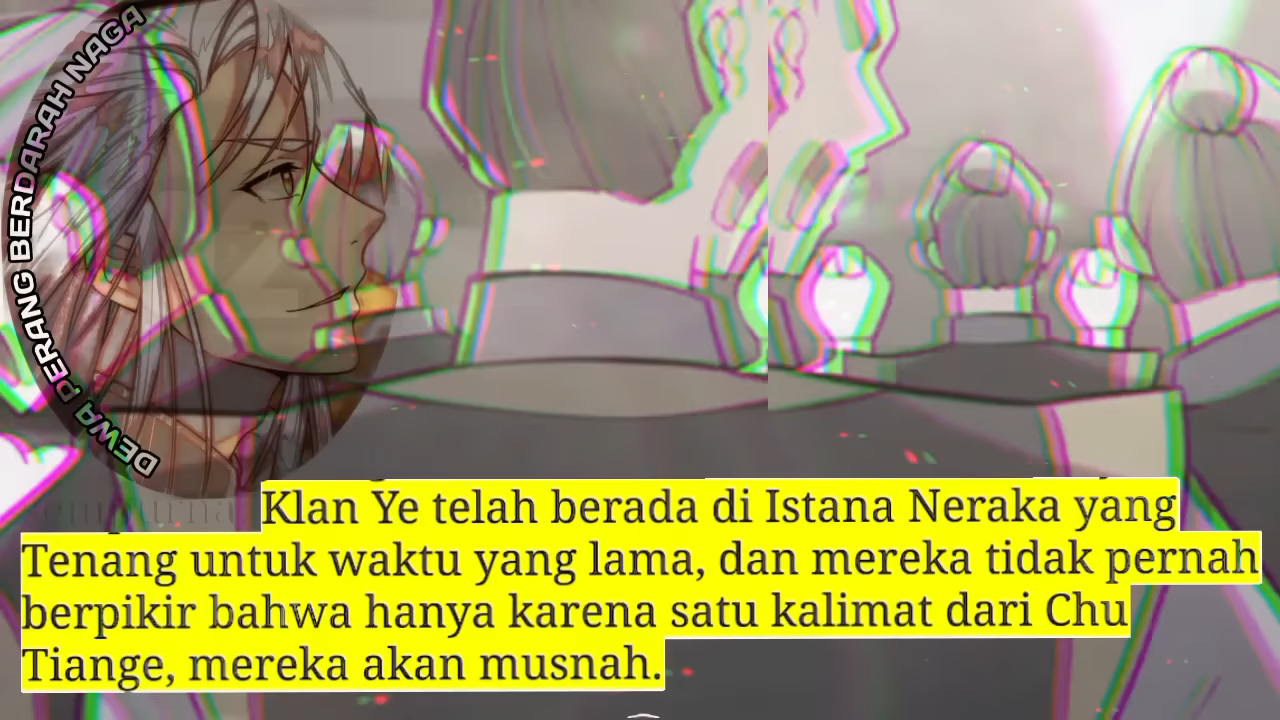 DEWA PERANG BERDARAH NAGA
Klan Ye telah berada di Istana Neraka yang
Tenang untuk waktu yang lama, dan mereka tidak pernah
berpikir bahwa hanya karena satu kalimat dari Chu
Tiange, mereka akan musnah.